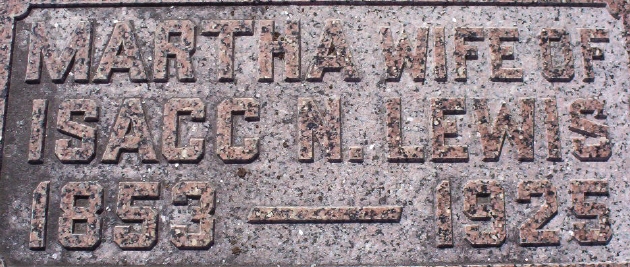 MARTHA WIFE OF
ISACC N. LEWIS
1853 — 1925